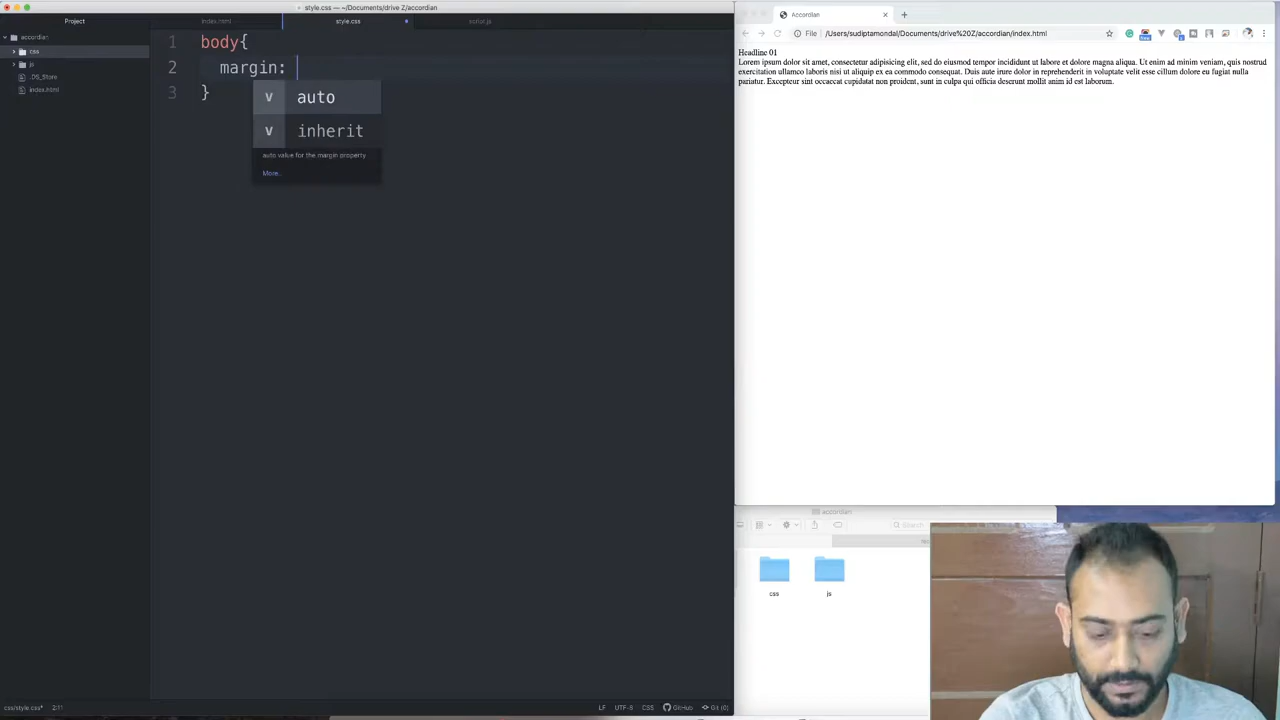 style.css — ~/Documents/drive Z/accordian
Project
index.html
style.css
script.js
accordian
css
js
.DS_Store
index.html
1 body{
2 margin:
3 }
v auto
v inherit
auto value for the margin property
More..
css/style.css* 2:11
LF UTF-8 CSS GitHub Git (0)
Accordian
File /Users/sudiptamondal/Documents/drive%20Z/accordian/index.html
Headline 01
Lorem ipsum dolor sit amet, consectetur adipisicing elit, sed do eiusmod tempor incididunt ut labore et dolore magna aliqua. Ut enim ad minim veniam, quis nostrud
exercitation ullamco laboris nisi ut aliquip ex ea commodo consequat. Duis aute irure dolor in reprehenderit in voluptate velit esse cillum dolore eu fugiat nulla
pariatur. Excepteur sint occaecat cupidatat non proident, sunt in culpa qui officia deserunt mollit anim id est laborum.
accordian
Search
css
js